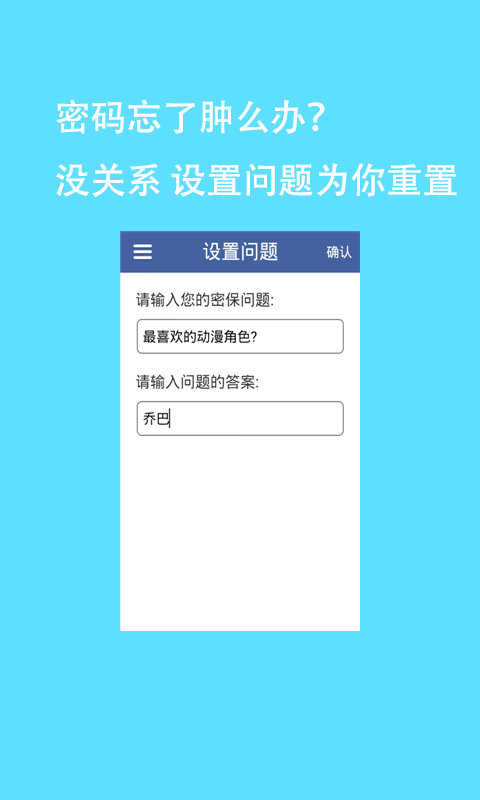 密码忘了肿么办?
没关系 设置问题为你重置
设置问题 确认
请输入您的密保问题:
最喜欢的动漫角色?
请输入问题的答案:
乔巴